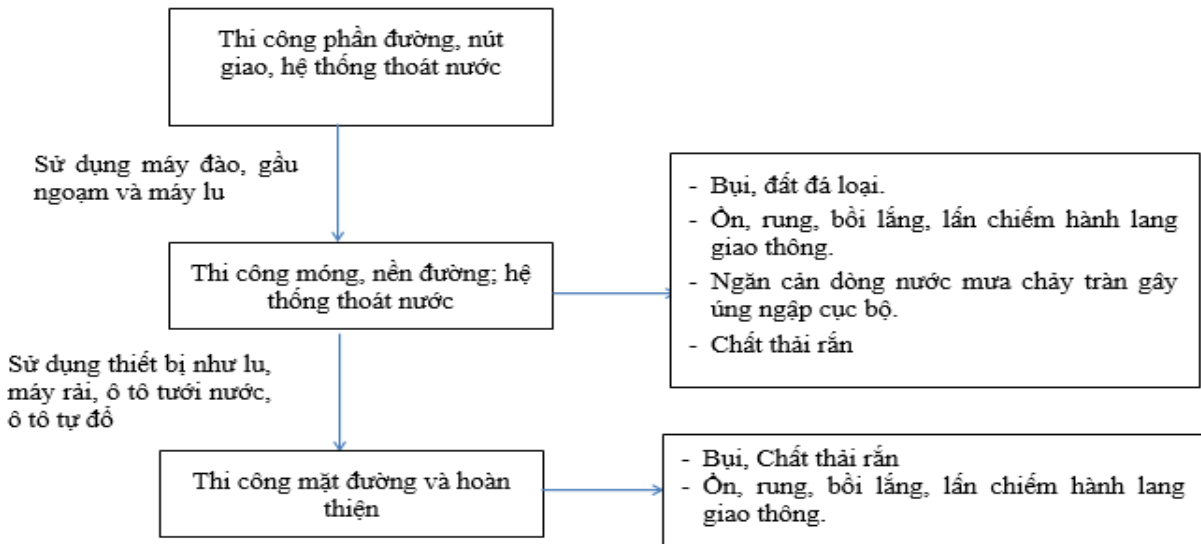 Thi công phần đường, nút
giao, hệ thống thoát nước
Sử dụng máy đào, gầu
ngoạm và máy lu
- Bụi, đất đá loại.
- Ồn, rung, bồi lắng, lấn chiếm hành lang
giao thông.
- Ngăn cản dòng nước mưa chảy tràn gây
úng ngập cục bộ.
- Chất thải rắn
Thi công móng, nền đường; hệ
thống thoát nước
Sử dụng thiết bị như lu,
máy rải, ô tô tưới nước,
ô tô tự đổ
Thi công mặt đường và hoàn
thiện
- Bụi, Chất thải rắn
- Ồn, rung, bồi lắng, lấn chiếm hành lang
giao thông.